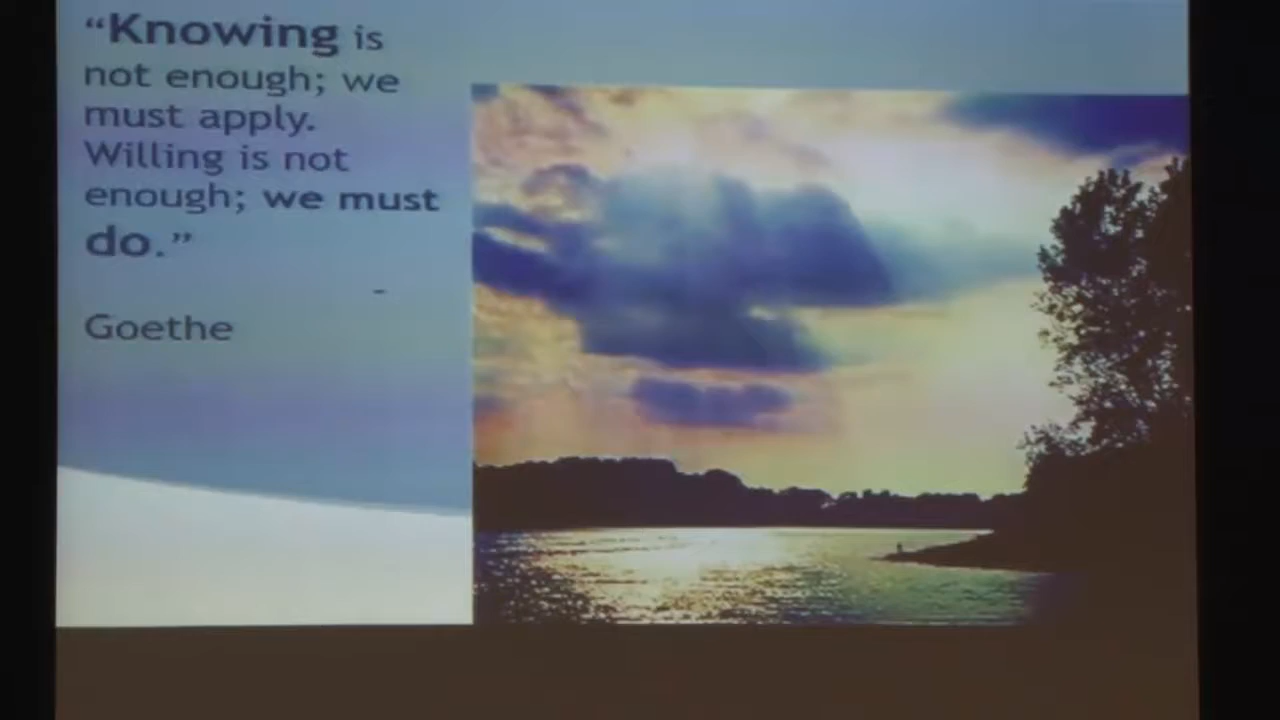 “Knowing is
not enough; we
must apply.
Willing is not
enough; we must
do.”
-
Goethe